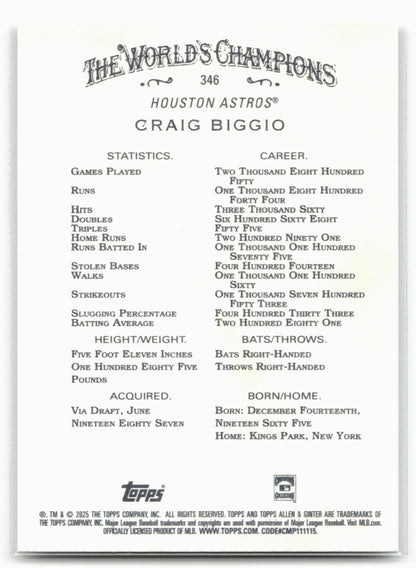 THE WORLD'S CHAMPIONS
346
HOUSTON ASTROS®
CRAIG BIGGIO
STATISTICS. CAREER.
GAMES PLAYED TWO THOUSAND EIGHT HUNDRED
FIFTY
RUNS ONE THOUSAND EIGHT HUNDRED
FORTY FOUR
HITS THREE THOUSAND SIXTY
DOUBLES SIX HUNDRED SIXTY EIGHT
TRIPLES FIFTY FIVE
HOME RUNS TWO HUNDRED NINETY ONE
RUNS BATTED IN ONE THOUSAND ONE HUNDRED
SEVENTY FIVE
STOLEN BASES FOUR HUNDRED FOURTEEN
WALKS ONE THOUSAND ONE HUNDRED
SIXTY
STRIKEOUTS ONE THOUSAND SEVEN HUNDRED
FIFTY THREE
SLUGGING PERCENTAGE FOUR HUNDRED THIRTY THREE
BATTING AVERAGE TWO HUNDRED EIGHTY ONE
HEIGHT/WEIGHT. BATS/THROWS.
FIVE FOOT ELEVEN INCHES BATS RIGHT-HANDED
ONE HUNDRED EIGHTY FIVE THROWS RIGHT-HANDED
POUNDS
ACQUIRED. BORN/HOME.
VIA DRAFT, JUNE BORN: DECEMBER FOURTEENTH,
NINETEEN EIGHTY SEVEN NINETEEN SIXTY FIVE
HOME: KINGS PARK, NEW YORK
Topps
®, TM & © 2025 THE TOPPS COMPANY, INC. ALL RIGHTS RESERVED. TOPPS AND TOPPS ALLEN & GINTER ARE TRADEMARKS OF
THE TOPPS COMPANY, INC. Major League Baseball trademarks and copyrights are used with permission of Major League Baseball. Visit MLB.com.
OFFICIALLY LICENSED PRODUCT OF MLB. WWW.TOPPS.COM. CODE#CMP111115.